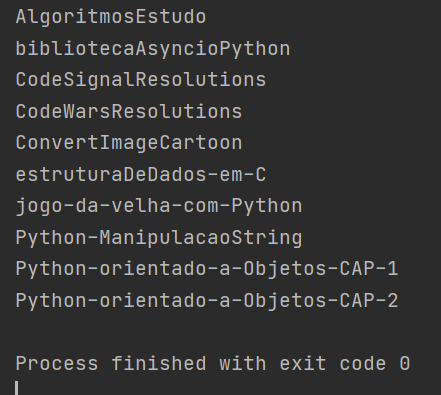 AlgoritmosEstudo
bibliotecaAsyncioPython
CodeSignalResolutions
CodeWarsResolutions
ConvertImageCartoon
estruturaDeDados-em-C
jogo-da-velha-com-Python
Python-ManipulacaoString
Python-orientado-a-Objetos-CAP-1
Python-orientado-a-Objetos-CAP-2
Process finished with exit code 0